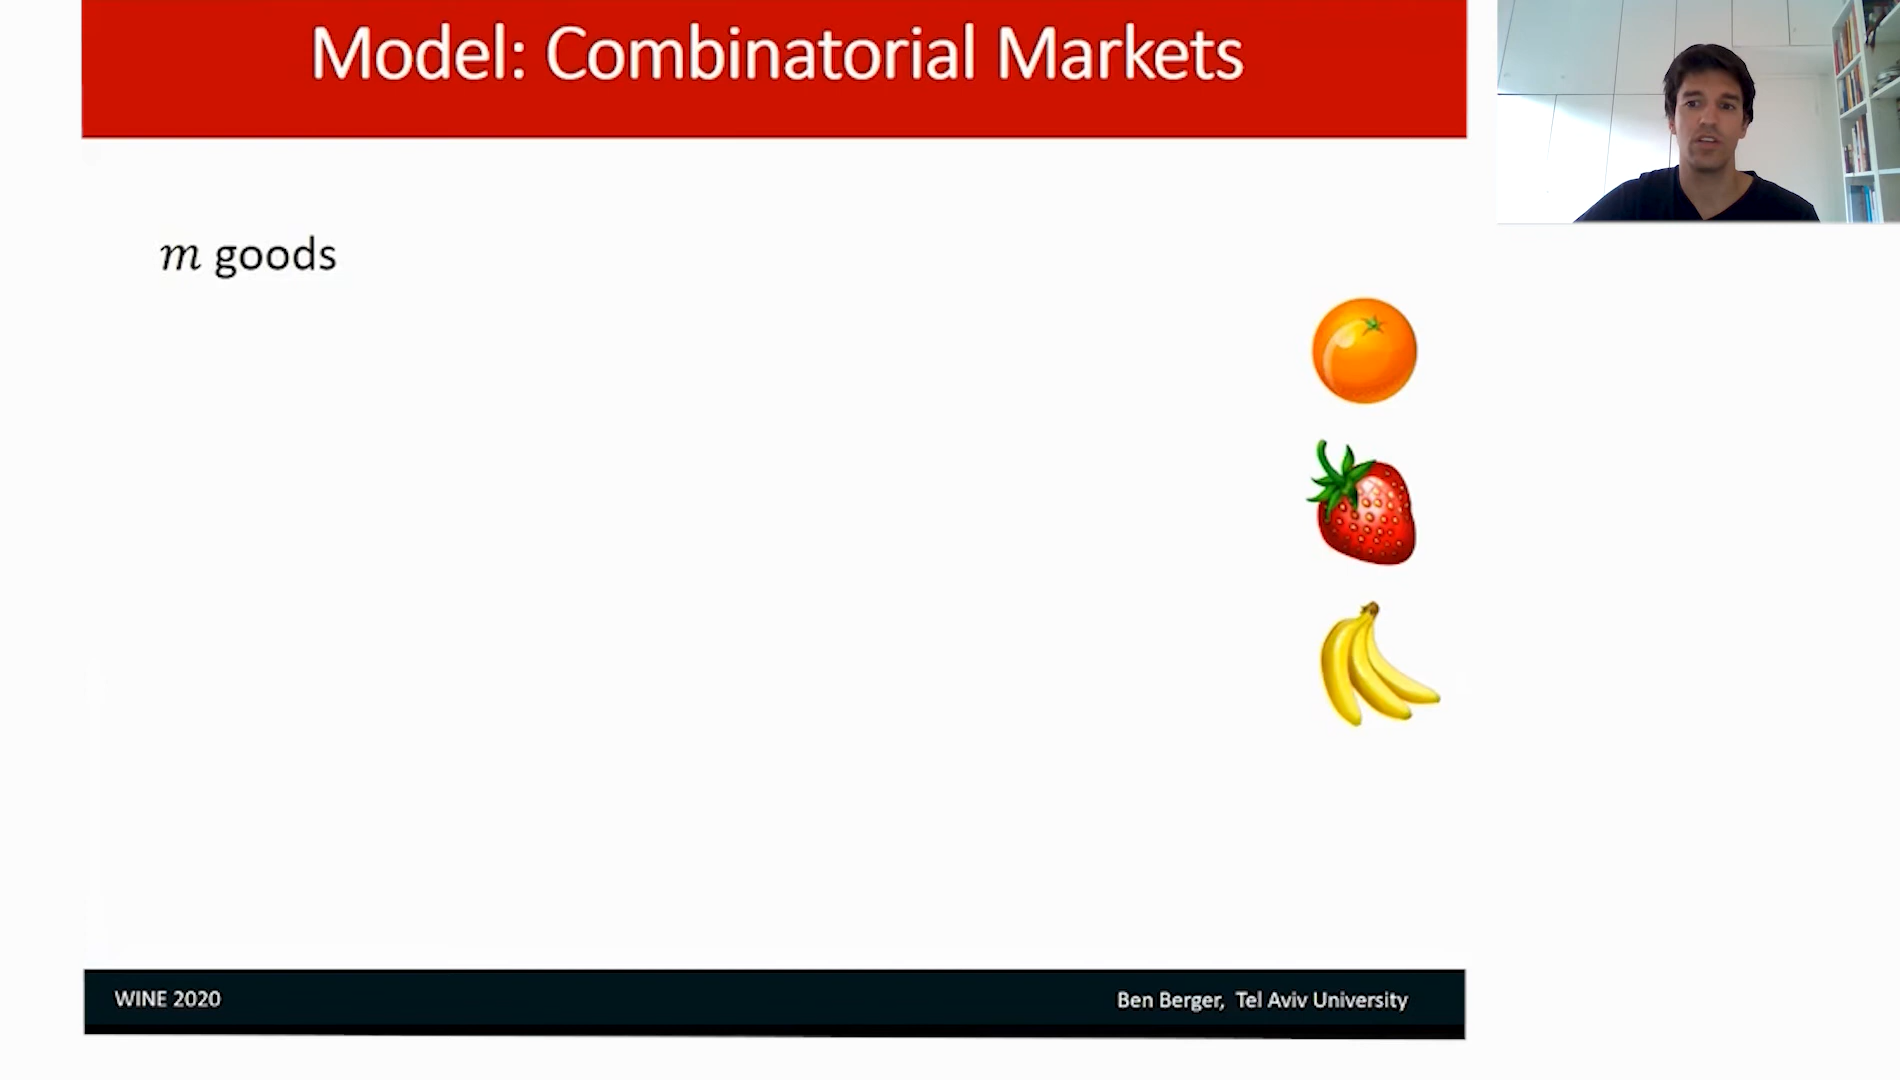 Model: Combinatorial Markets
m goods
WINE 2020
Ben Berger, Tel Aviv University